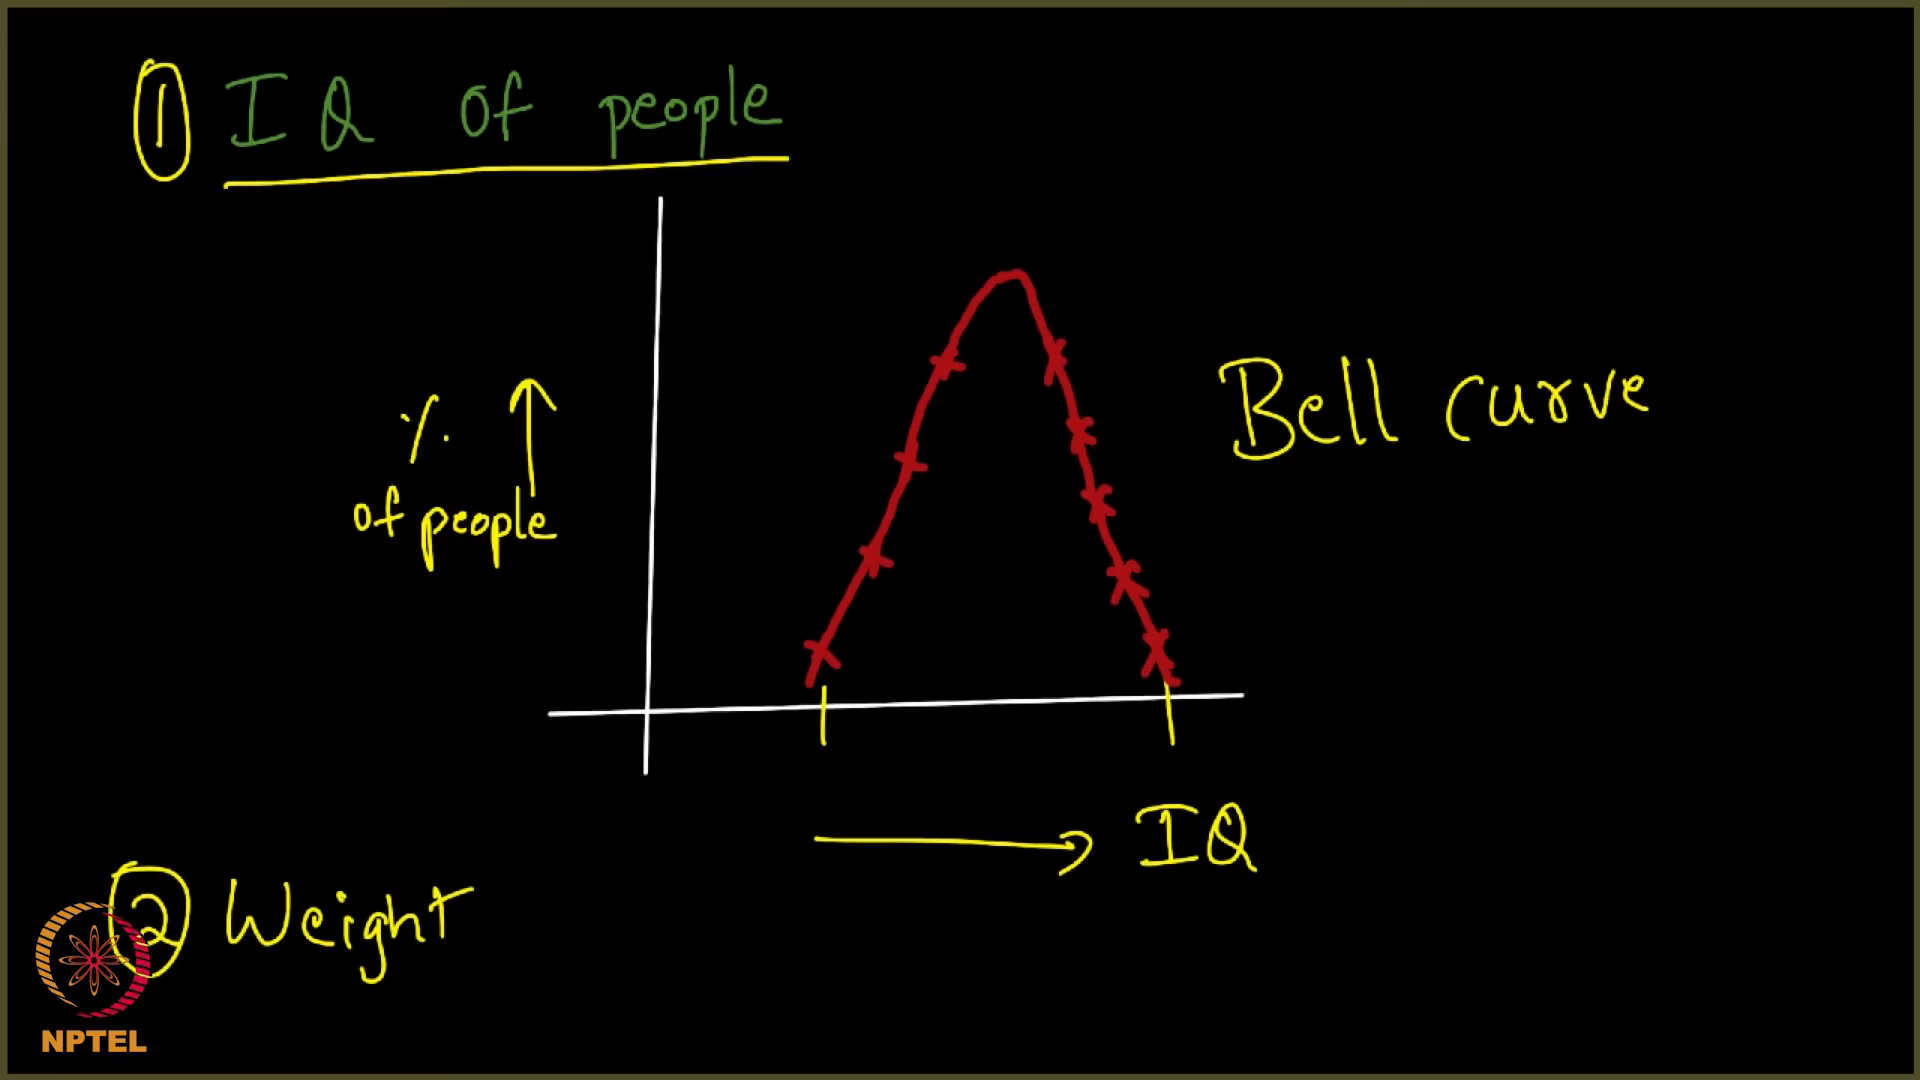 ① IQ of people
%
of people
Bell curve
IQ
② Weight
NPTEL